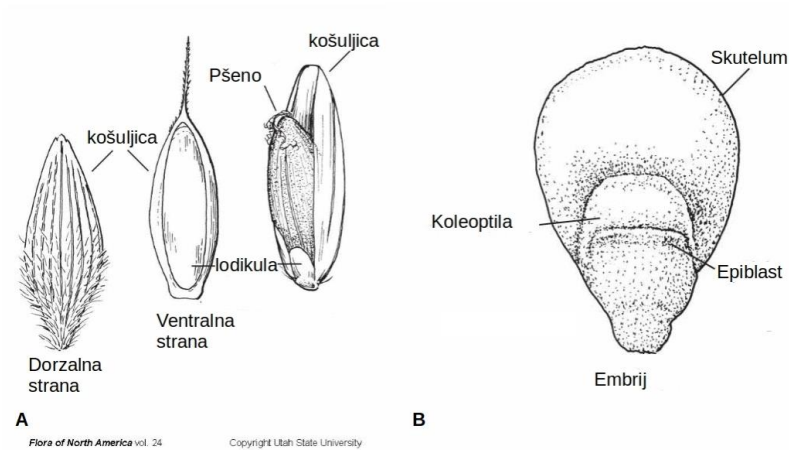 košuljica
Pšeno
košuljica
lodikula
Ventralna
strana
Dorzalna
strana
A
Flora of North America vol. 24
Copyright Utah State University
Skutelum
Koleoptila
Epiblast
Embrij
B